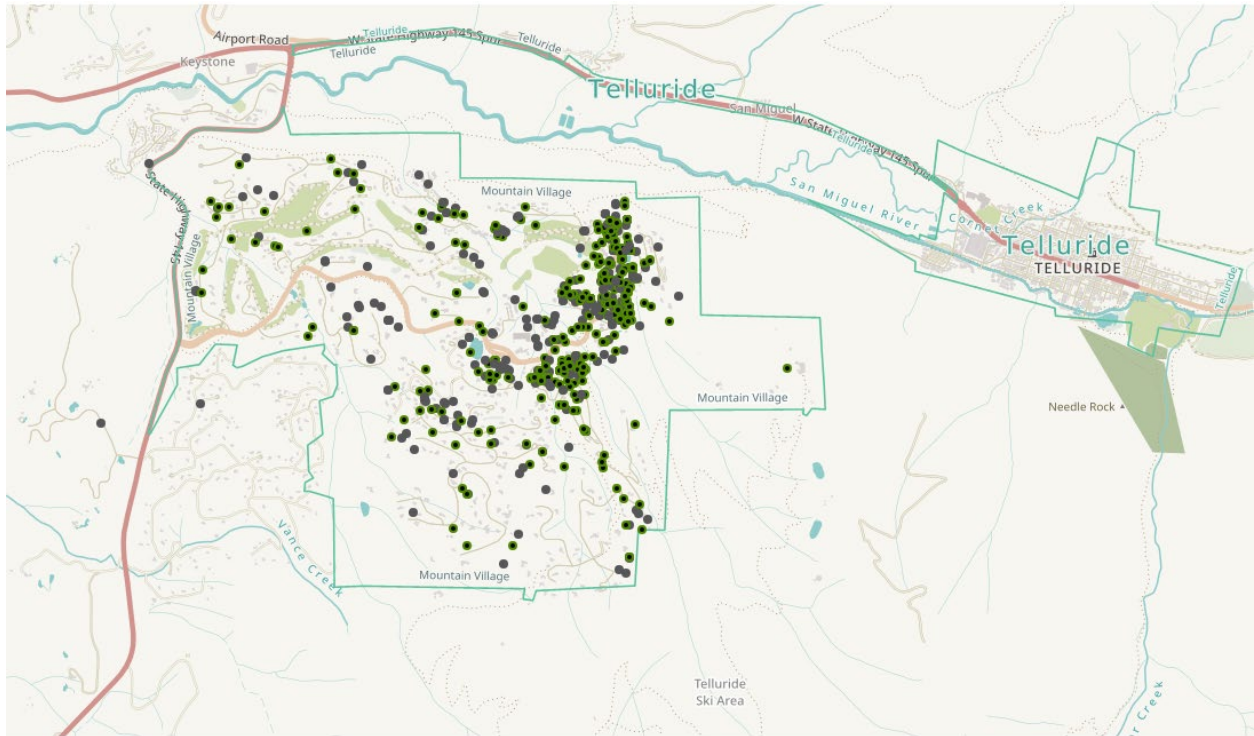 Airport Road
Telluride
W State Highway 145 Spur
Telluride
Telluride
Keystone
Telluride
San Miguel
W State Highway 145 Spur
Telluride
State Highway 145
Mountain Village
Mountain Village
San Miguel River
Cornet Creek
Telluride
TELLURIDE
Telluride
Mountain Village
Needle Rock
Vance Creek
Mountain Village
Telluride
Ski Area
Creek